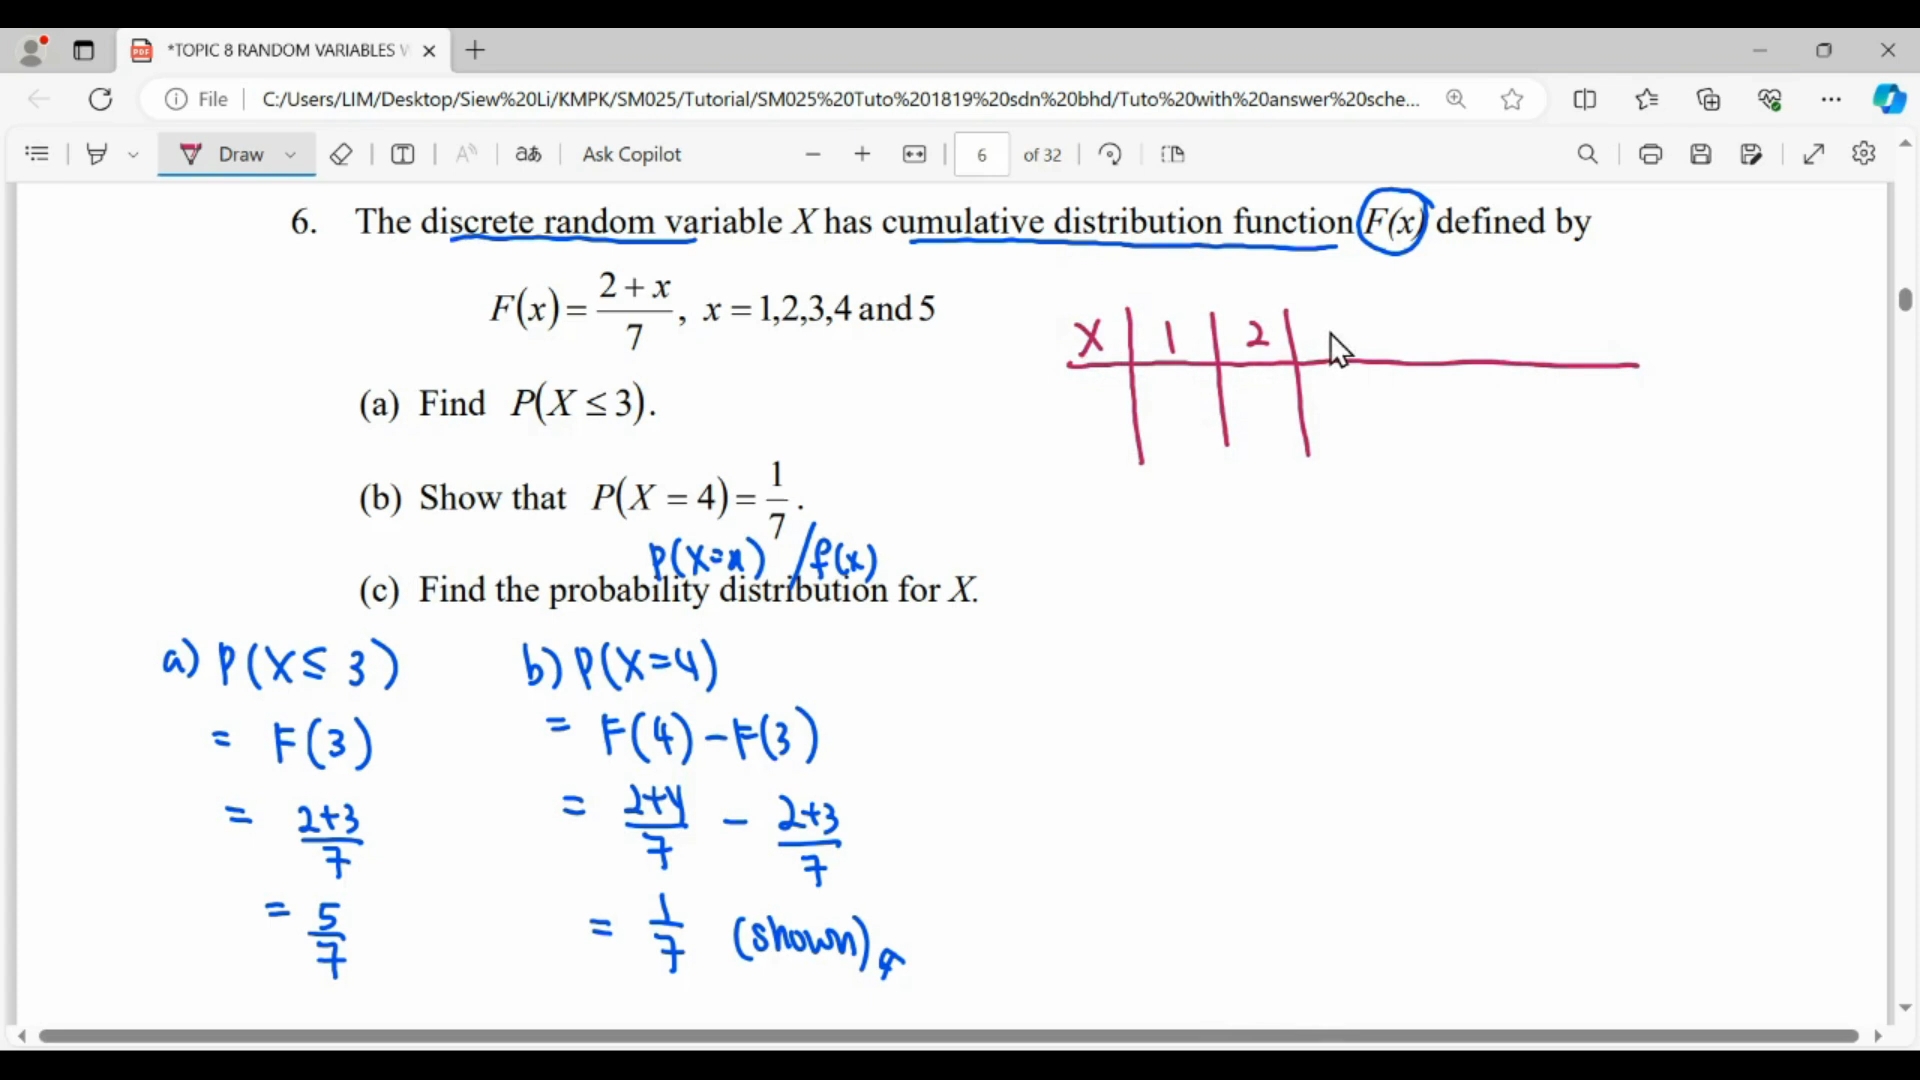 *TOPIC 8 RANDOM VARIABLES
File C:/Users/LIM/Desktop/Siew%20Li/KMPK/SM025/Tutorial/SM025%20Tuto%201819%20sdn%20bhd/Tuto%20with%20answer%20sche...
Draw Ask Copilot 6 of 32
6. The discrete random variable X has cumulative distribution function F(x) defined by
F(x) = (2 + x)/7, x = 1,2,3,4 and 5
X 1 2
(a) Find P(X ≤ 3).
(b) Show that P(X = 4) = 1/7.
P(X=x) / f(x)
(c) Find the probability distribution for X.
a) P(X ≤ 3)
= F(3)
= (2+3)/7
= 5/7
b) P(X=4)
= F(4) - F(3)
= (2+4)/7 - (2+3)/7
= 1/7 (shown)